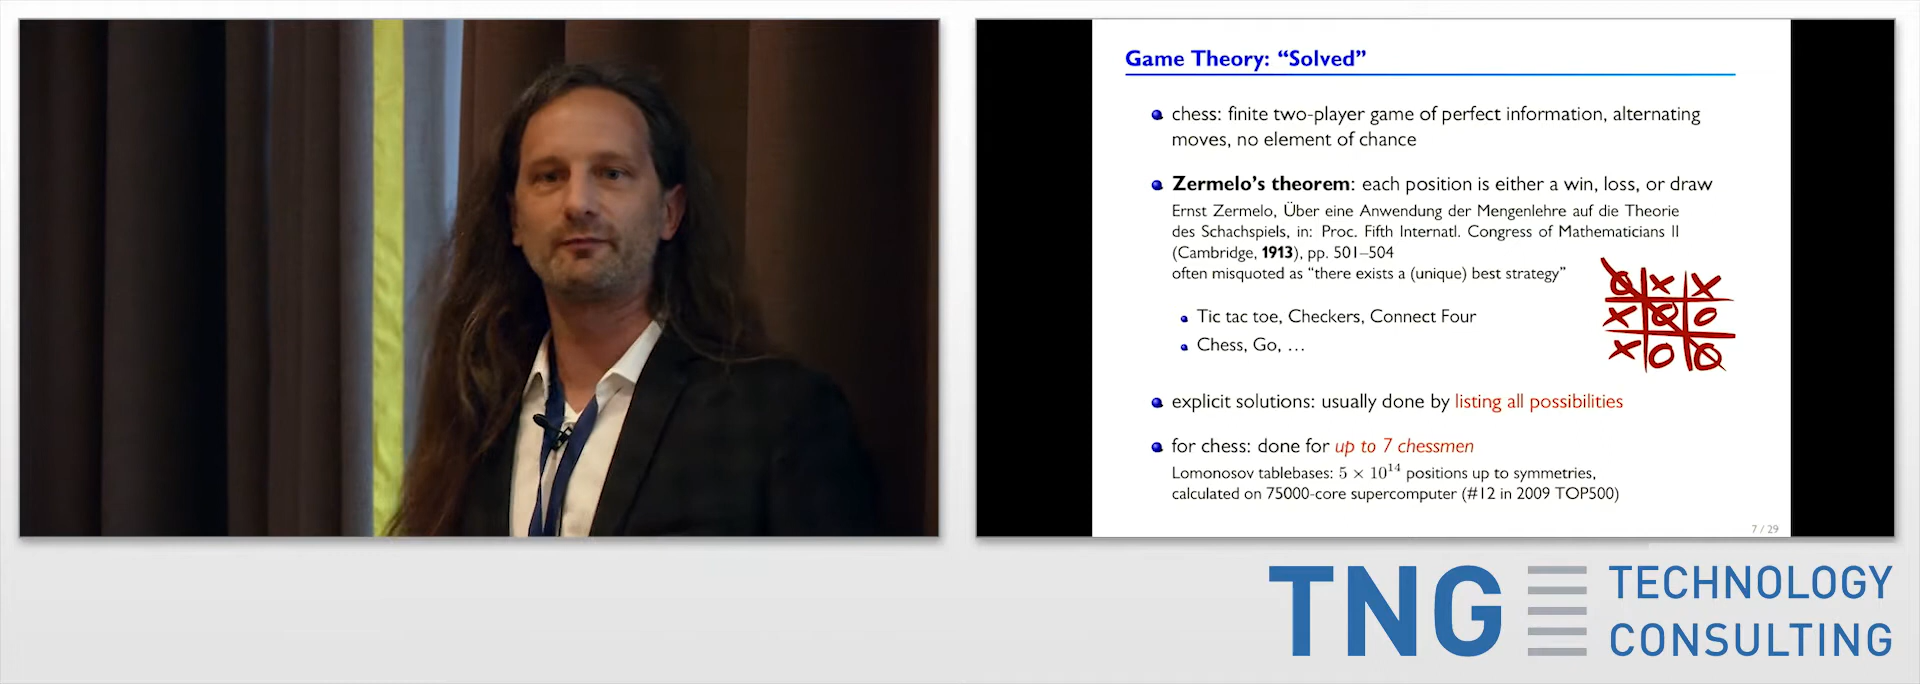 Game Theory: “Solved”
chess: finite two-player game of perfect information, alternating
moves, no element of chance
Zermelo’s theorem: each position is either a win, loss, or draw
Ernst Zermelo, Über eine Anwendung der Mengenlehre auf die Theorie
des Schachspiels, in: Proc. Fifth Internatl. Congress of Mathematicians II
(Cambridge, 1913), pp. 501–504
often misquoted as “there exists a (unique) best strategy”
Tic tac toe, Checkers, Connect Four
Chess, Go, …
O X X
X O O
X O O
explicit solutions: usually done by listing all possibilities
for chess: done for up to 7 chessmen
Lomonosov tablebases: 5 × 10¹⁴ positions up to symmetries,
calculated on 75000-core supercomputer (#12 in 2009 TOP500)
7 / 29
TNG TECHNOLOGY
CONSULTING